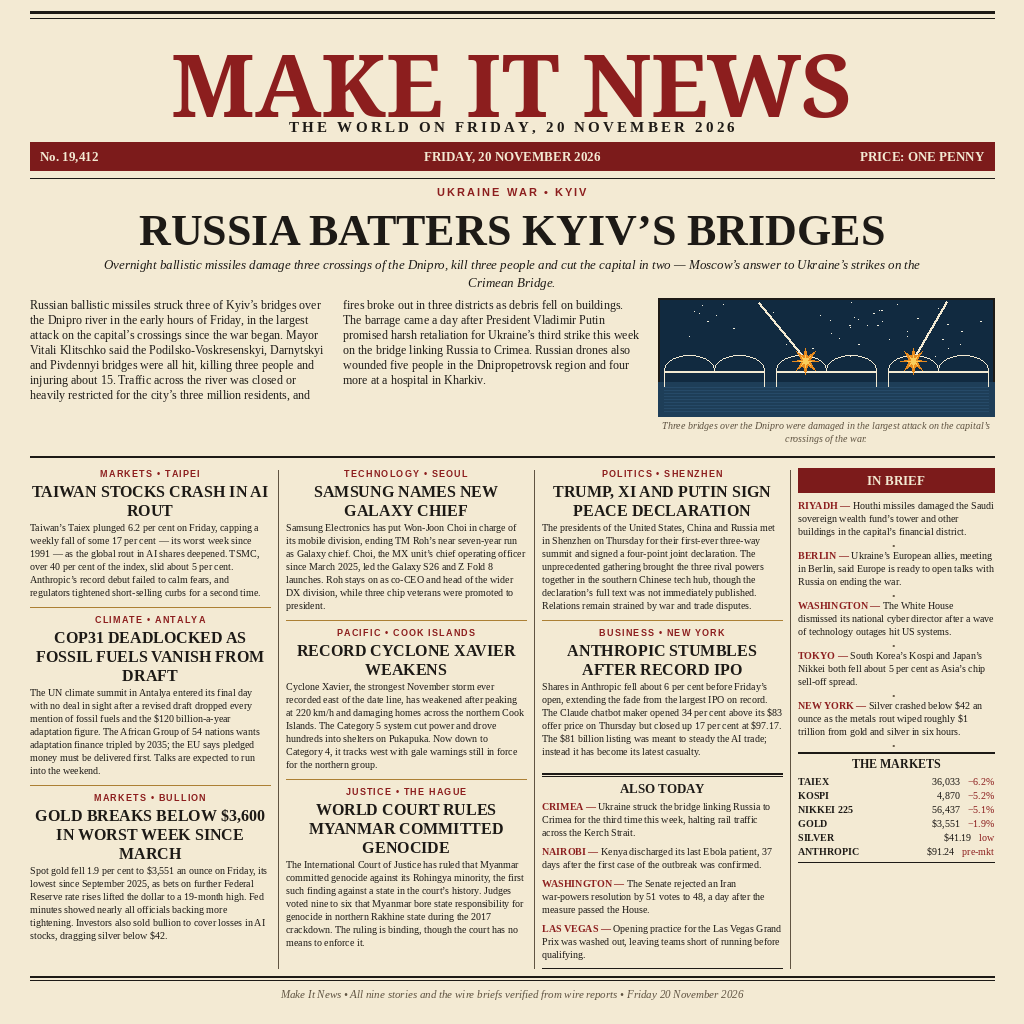 MAKE IT NEWS
THE WORLD ON FRIDAY, 20 NOVEMBER 2026
No. 19,412
FRIDAY, 20 NOVEMBER 2026
PRICE: ONE PENNY
UKRAINE WAR • KYIV
RUSSIA BATTERS KYIV’S BRIDGES
Overnight ballistic missiles damage three crossings of the Dnipro, kill three people and cut the capital in two — Moscow’s answer to Ukraine’s strikes on the
Crimean Bridge.
Russian ballistic missiles struck three of Kyiv’s bridges over
the Dnipro river in the early hours of Friday, in the largest
attack on the capital’s crossings since the war began. Mayor
Vitali Klitschko said the Podilsko-Voskresenskyi, Darnytskyi
and Pivdennyi bridges were all hit, killing three people and
injuring about 15. Traffic across the river was closed or
heavily restricted for the city’s three million residents, and
fires broke out in three districts as debris fell on buildings.
The barrage came a day after President Vladimir Putin
promised harsh retaliation for Ukraine’s third strike this week
on the bridge linking Russia to Crimea. Russian drones also
wounded five people in the Dnipropetrovsk region and four
more at a hospital in Kharkiv.
Three bridges over the Dnipro were damaged in the largest attack on the capital’s
crossings of the war.
MARKETS • TAIPEI
TAIWAN STOCKS CRASH IN AI
ROUT
Taiwan’s Taiex plunged 6.2 per cent on Friday, capping a
weekly fall of some 17 per cent — its worst week since
1991 — as the global rout in AI shares deepened. TSMC,
over 40 per cent of the index, slid about 5 per cent.
Anthropic’s record debut failed to calm fears, and
regulators tightened short-selling curbs for a second time.
CLIMATE • ANTALYA
COP31 DEADLOCKED AS
FOSSIL FUELS VANISH FROM
DRAFT
The UN climate summit in Antalya entered its final day
with no deal in sight after a revised draft dropped every
mention of fossil fuels and the $120 billion-a-year
adaptation figure. The African Group of 54 nations wants
adaptation finance tripled by 2035; the EU says pledged
money must be delivered first. Talks are expected to run
into the weekend.
MARKETS • BULLION
GOLD BREAKS BELOW $3,600
IN WORST WEEK SINCE
MARCH
Spot gold fell 1.9 per cent to $3,551 an ounce on Friday, its
lowest since September 2025, as bets on further Federal
Reserve rate rises lifted the dollar to a 19-month high. Fed
minutes showed nearly all officials backing more
tightening. Investors also sold bullion to cover losses in AI
stocks, dragging silver below $42.
TECHNOLOGY • SEOUL
SAMSUNG NAMES NEW
GALAXY CHIEF
Samsung Electronics has put Won-Joon Choi in charge of
its mobile division, ending TM Roh’s near seven-year run
as Galaxy chief. Choi, the MX unit’s chief operating officer
since March 2025, led the Galaxy S26 and Z Fold 8
launches. Roh stays on as co-CEO and head of the wider
DX division, while three chip veterans were promoted to
president.
PACIFIC • COOK ISLANDS
RECORD CYCLONE XAVIER
WEAKENS
Cyclone Xavier, the strongest November storm ever
recorded east of the date line, has weakened after peaking
at 220 km/h and damaging homes across the northern Cook
Islands. The Category 5 system cut power and drove
hundreds into shelters on Pukapuka. Now down to
Category 4, it tracks west with gale warnings still in force
for the northern group.
JUSTICE • THE HAGUE
WORLD COURT RULES
MYANMAR COMMITTED
GENOCIDE
The International Court of Justice has ruled that Myanmar
committed genocide against its Rohingya minority, the first
such finding against a state in the court’s history. Judges
voted nine to six that Myanmar bore state responsibility for
genocide in northern Rakhine state during the 2017
crackdown. The ruling is binding, though the court has no
means to enforce it.
POLITICS • SHENZHEN
TRUMP, XI AND PUTIN SIGN
PEACE DECLARATION
The presidents of the United States, China and Russia met
in Shenzhen on Thursday for their first-ever three-way
summit and signed a four-point joint declaration. The
unprecedented gathering brought the three rival powers
together in the southern Chinese tech hub, though the
declaration’s full text was not immediately published.
Relations remain strained by war and trade disputes.
BUSINESS • NEW YORK
ANTHROPIC STUMBLES
AFTER RECORD IPO
Shares in Anthropic fell about 6 per cent before Friday’s
open, extending the fade from the largest IPO on record.
The Claude chatbot maker opened 34 per cent above its $83
offer price on Thursday but closed up 17 per cent at $97.17.
The $81 billion listing was meant to steady the AI trade;
instead it has become its latest casualty.
ALSO TODAY
CRIMEA — Ukraine struck the bridge linking Russia to
Crimea for the third time this week, halting rail traffic
across the Kerch Strait.
NAIROBI — Kenya discharged its last Ebola patient, 37
days after the first case of the outbreak was confirmed.
WASHINGTON — The Senate rejected an Iran
war-powers resolution by 51 votes to 48, a day after the
measure passed the House.
LAS VEGAS — Opening practice for the Las Vegas Grand
Prix was washed out, leaving teams short of running before
qualifying.
IN BRIEF
RIYADH — Houthi missiles damaged the Saudi
sovereign wealth fund’s tower and other
buildings in the capital’s financial district.
•
BERLIN — Ukraine’s European allies, meeting
in Berlin, said Europe is ready to open talks with
Russia on ending the war.
•
WASHINGTON — The White House
dismissed its national cyber director after a wave
of technology outages hit US systems.
•
TOKYO — South Korea’s Kospi and Japan’s
Nikkei both fell about 5 per cent as Asia’s chip
sell-off spread.
•
NEW YORK — Silver crashed below $42 an
ounce as the metals rout wiped roughly $1
trillion from gold and silver in six hours.
•
THE MARKETS
TAIEX 36,033 −6.2%
KOSPI 4,870 −5.2%
NIKKEI 225 56,437 −5.1%
GOLD $3,551 −1.9%
SILVER $41.19 low
ANTHROPIC $91.24 pre-mkt
Make It News • All nine stories and the wire briefs verified from wire reports • Friday 20 November 2026